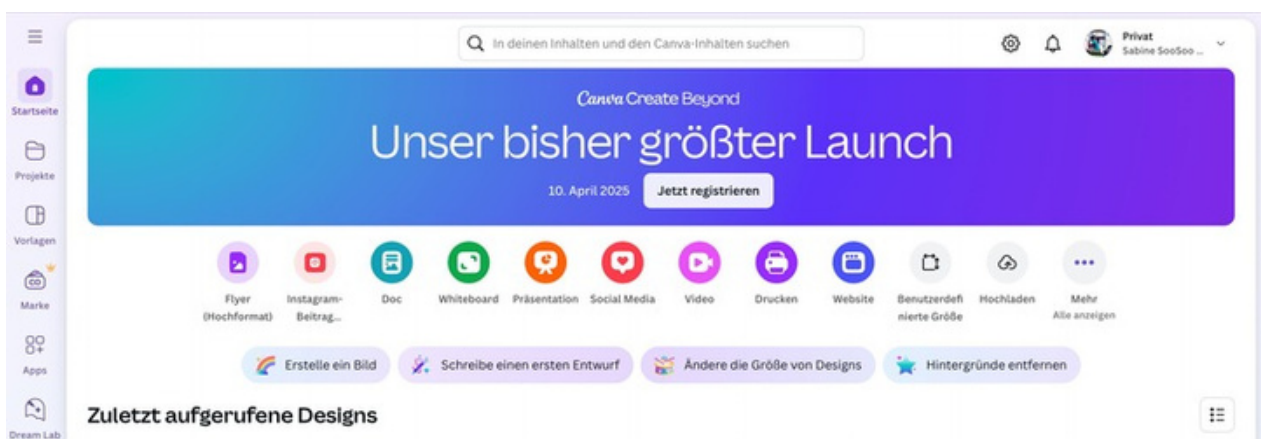 In deinen Inhalten und den Canva-Inhalten suchen
Privat
Sabine SooSoo ...
Startseite
Projekte
Vorlagen
Marke
Apps
Dream Lab
Canva Create Beyond
Unser bisher größter Launch
10. April 2025
Jetzt registrieren
Flyer
(Hochformat)
Instagram-
Beitrag...
Doc
Whiteboard
Präsentation
Social Media
Video
Drucken
Website
Benutzerdefi
nierte Größe
Hochladen
Mehr
Alle anzeigen
Erstelle ein Bild
Schreibe einen ersten Entwurf
Ändere die Größe von Designs
Hintergründe entfernen
Zuletzt aufgerufene Designs